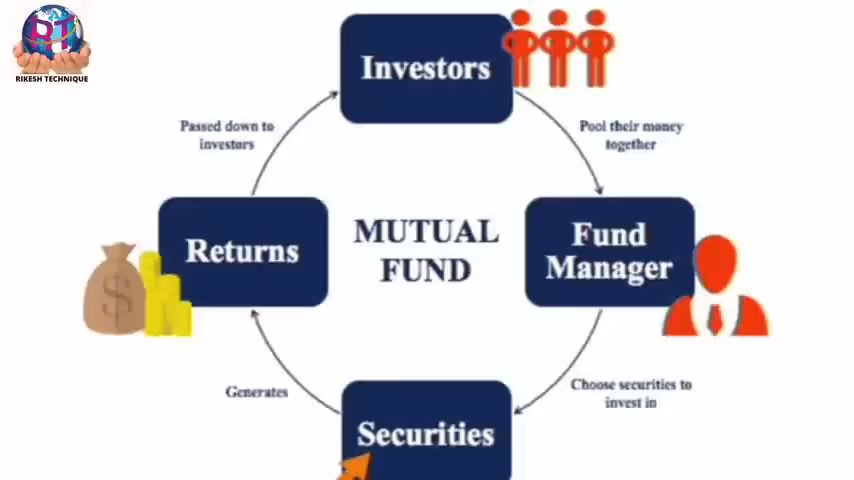 RT
RIKESH TECHNIQUE
Investors
Passed down to
investors
Pool their money
together
Returns
MUTUAL
FUND
Fund
Manager
$
Generates
Choose securities to
invest in
Securities